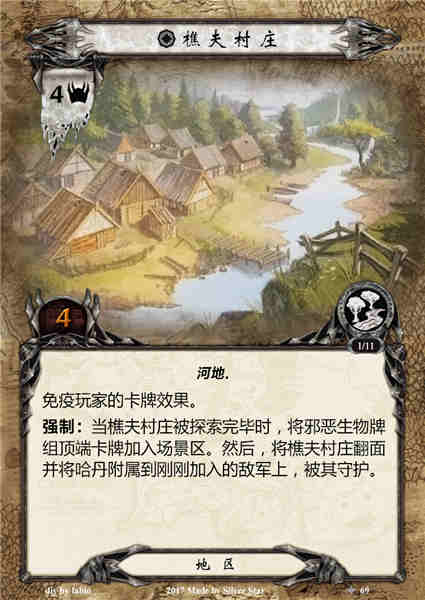 樵夫村庄
4
4
1/11
河地.
免疫玩家的卡牌效果。
强制：当樵夫村庄被探索完毕时，将邪恶生物牌
组顶端卡牌加入场景区。然后，将樵夫村庄翻面
并将哈丹附属到刚刚加入的敌军上，被其守护。
地区
diy by fabio
2017 Made by Silver Star
69